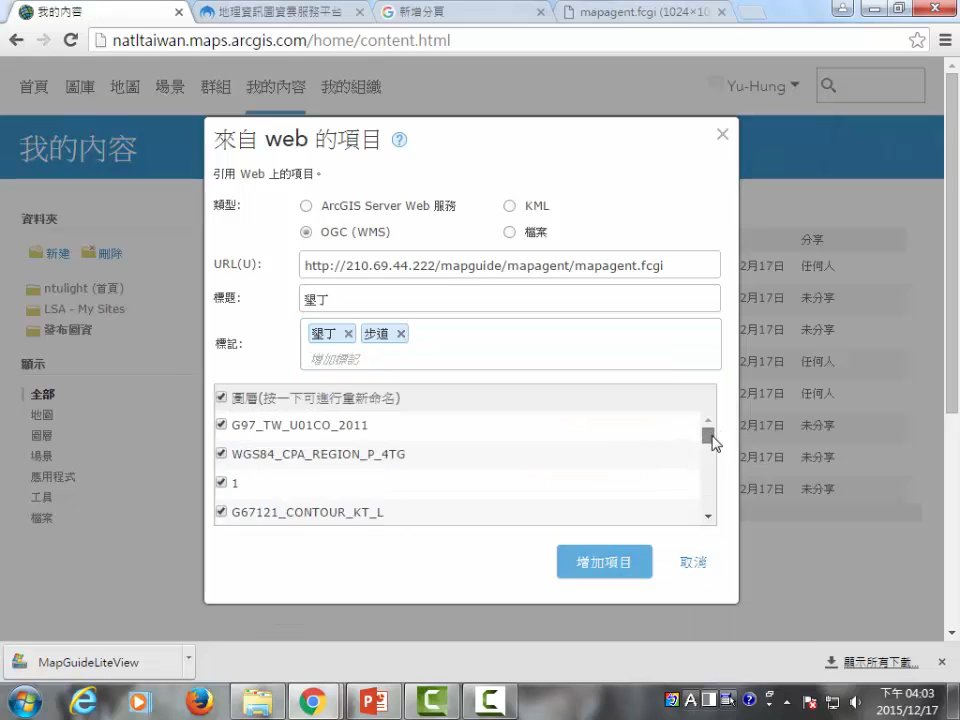 我的內容
地理資訊圖資雲服務平台
新增分頁
mapagent.fcgi (1024×10
natltaiwan.maps.arcgis.com/home/content.html
首頁 圖庫 地圖 場景 群組 我的內容 我的組織
Yu-Hung
我的內容
來自 web 的項目
引用 Web 上的項目。
類型:
ArcGIS Server Web 服務
KML
OGC (WMS)
檔案
URL(U):
http://210.69.44.222/mapguide/mapagent/mapagent.fcgi
標題:
墾丁
標記:
墾丁 步道
增加標記
圖層(按一下可進行重新命名)
G97_TW_U01CO_2011
WGS84_CPA_REGION_P_4TG
1
G67121_CONTOUR_KT_L
增加項目 取消
資料夾
新建 刪除
ntulight (首頁)
LSA - My Sites
發布圖資
顯示
全部
地圖
圖層
場景
應用程式
工具
檔案
分享
2月17日 任何人
2月17日 未分享
2月17日 未分享
2月17日 任何人
2月17日 任何人
2月17日 未分享
2月17日 未分享
2月17日 未分享
MapGuideLiteView
顯示所有下載...
下午 04:03
2015/12/17